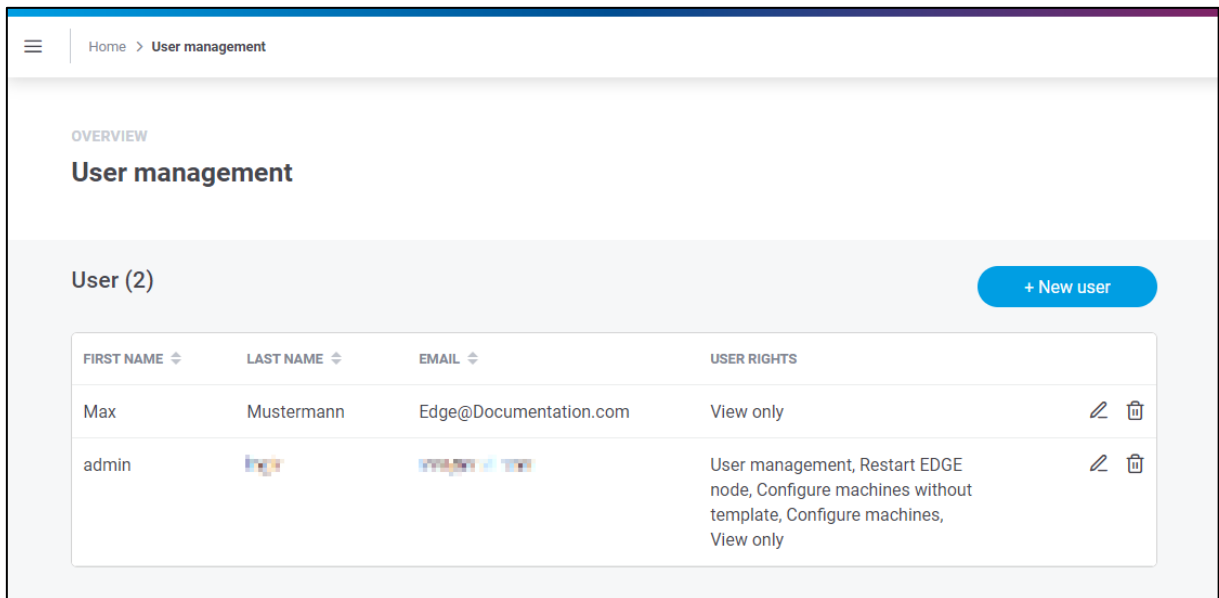 Home > User management
OVERVIEW
User management
User (2)
+ New user
FIRST NAME LAST NAME EMAIL USER RIGHTS
Max Mustermann Edge@Documentation.com View only
admin User management, Restart EDGE
node, Configure machines without
template, Configure machines,
View only